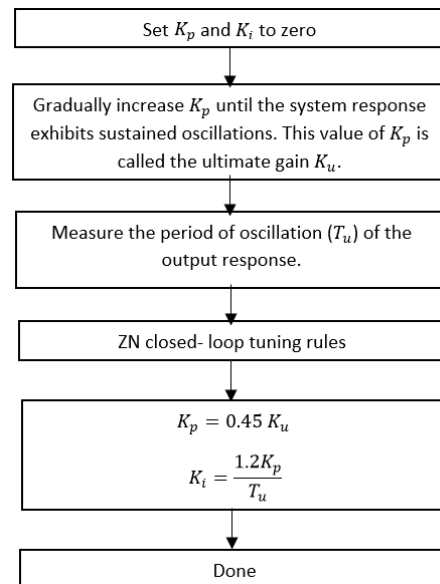 Set K_p and K_i to zero
Gradually increase K_p until the system response
exhibits sustained oscillations. This value of K_p is
called the ultimate gain K_u.
Measure the period of oscillation (T_u) of the
output response.
ZN closed- loop tuning rules
K_p = 0.45 K_u
K_i = 1.2K_p / T_u
Done